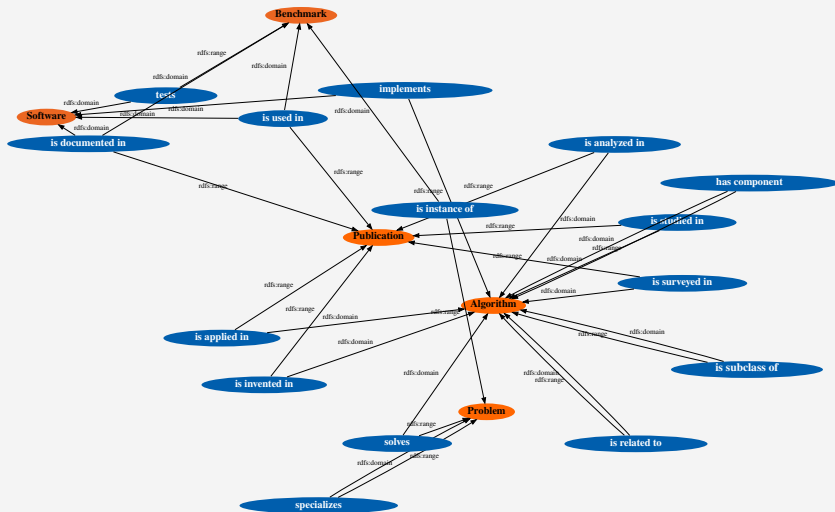 Benchmark
rdfs:range
rdfs:domain
rdfs:domain
tests
implements
rdfs:domain
rdfs:domain
rdfs:domain
Software
is used in
rdfs:domain
rdfs:domain
is documented in
is analyzed in
rdfs:range
rdfs:range
rdfs:range
rdfs:range
has component
is instance of
rdfs:domain
is studied in
rdfs:range
Publication
rdfs:domain
rdfs:range
rdfs:range
rdfs:range
is surveyed in
rdfs:domain
rdfs:range
Algorithm
rdfs:range
rdfs:domain
rdfs:domain
rdfs:range
is applied in
rdfs:domain
is subclass of
rdfs:domain
rdfs:domain
rdfs:range
is invented in
Problem
rdfs:range
solves
is related to
rdfs:domain
rdfs:range
specializes